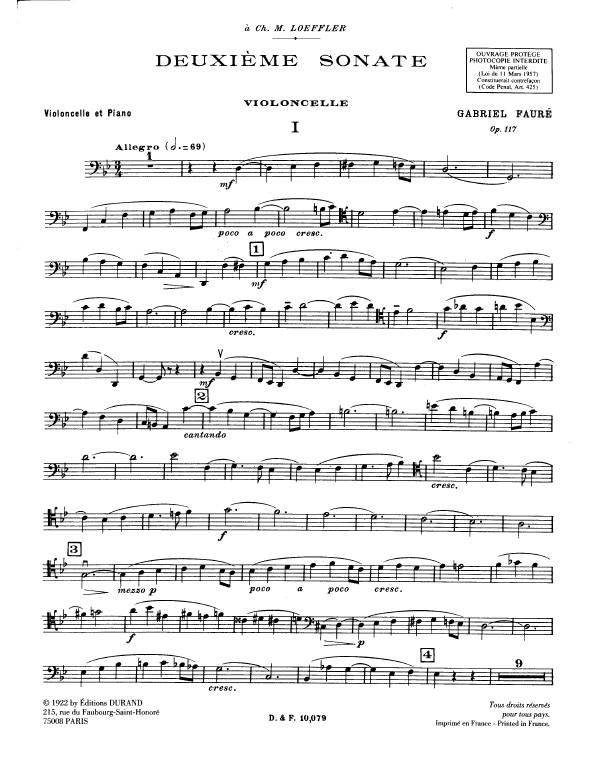 à Ch. M. LOEFFLER
DEUXIÈME SONATE
OUVRAGE PROTÉGÉ
PHOTOCOPIE INTERDITE
Même partielle
(Loi de 11 Mars 1957)
Constituerait contrefaçon
(Code Penal, Art. 425)
VIOLONCELLE
Violoncelle et Piano
GABRIEL FAURÉ
I
Op. 117
Allegro (𝅗𝅥. = 69)
1
mf
poco a poco cresc.
f
1
mf
cresc.
f
mf
2
cantando
cresc.
f
3
mezzo p
poco a poco cresc.
f
p
4
9
cresc.
f
© 1922 by Éditions DURAND
215, rue du Faubourg-Saint-Honoré
75008 PARIS
D. & F. 10,079
Tous droits réservés
pour tous pays.
Imprimé en France - Printed in France.